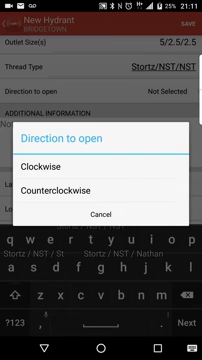 21:11
New Hydrant
BRIDGETOWN
SAVE
Outlet Size(s) 5/2.5/2.5
Thread Type Stortz/NST/NST
Direction to open Not Selected
ADDITIONAL INFORMATION
Direction to open
Clockwise
Counterclockwise
Cancel
q w e r t y u i o p
Stortz / NST / St Stortz / NST / Nathan
a s d f g h j k l
z x c v b n m
?123 , . Next